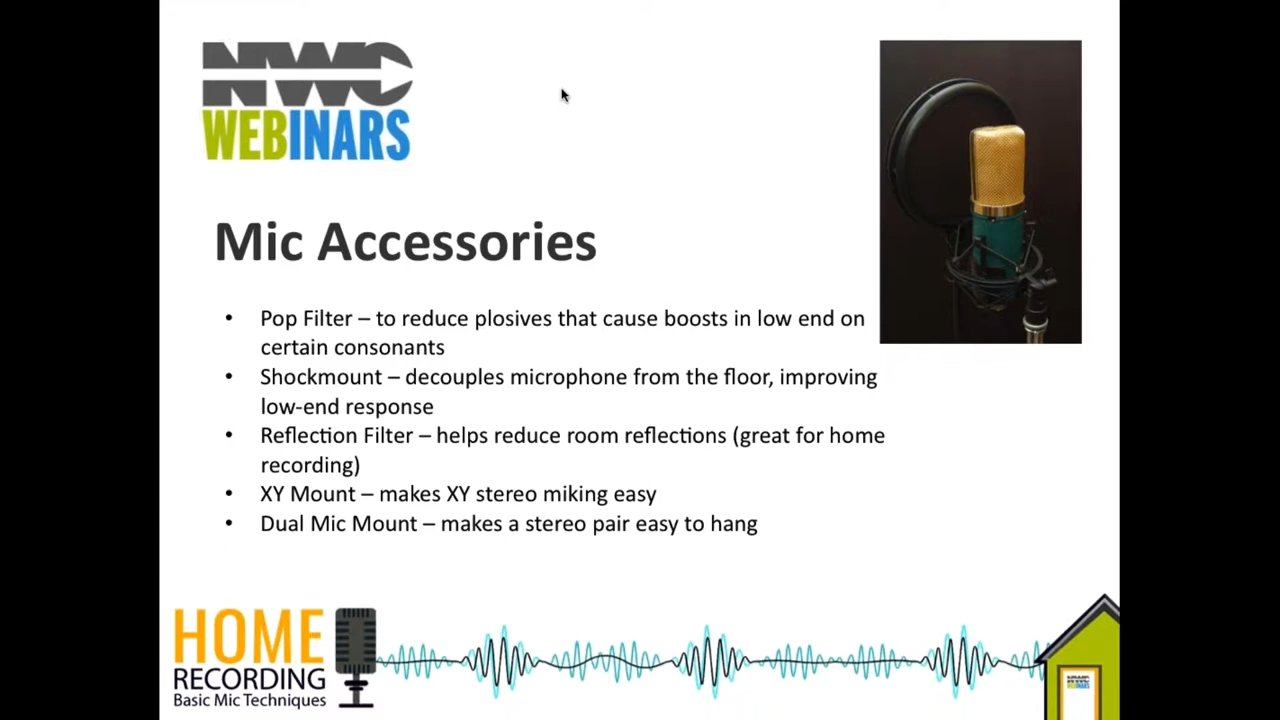 NWC
WEBINARS
Mic Accessories
• Pop Filter – to reduce plosives that cause boosts in low end on
certain consonants
• Shockmount – decouples microphone from the floor, improving
low-end response
• Reflection Filter – helps reduce room reflections (great for home
recording)
• XY Mount – makes XY stereo miking easy
• Dual Mic Mount – makes a stereo pair easy to hang
HOME
RECORDING
Basic Mic Techniques
NWC
WEBINARS